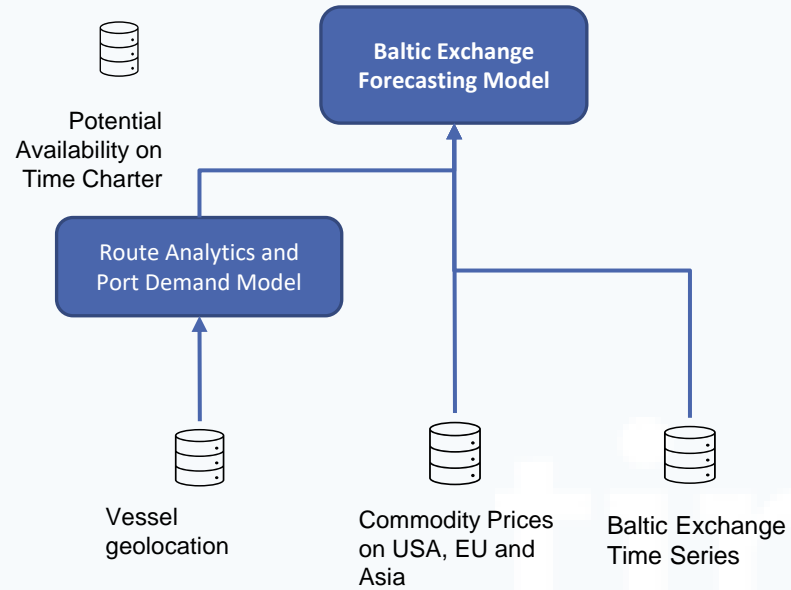 Baltic Exchange
Forecasting Model
Potential
Availability on
Time Charter
Route Analytics and
Port Demand Model
Vessel
geolocation
Commodity Prices
on USA, EU and
Asia
Baltic Exchange
Time Series